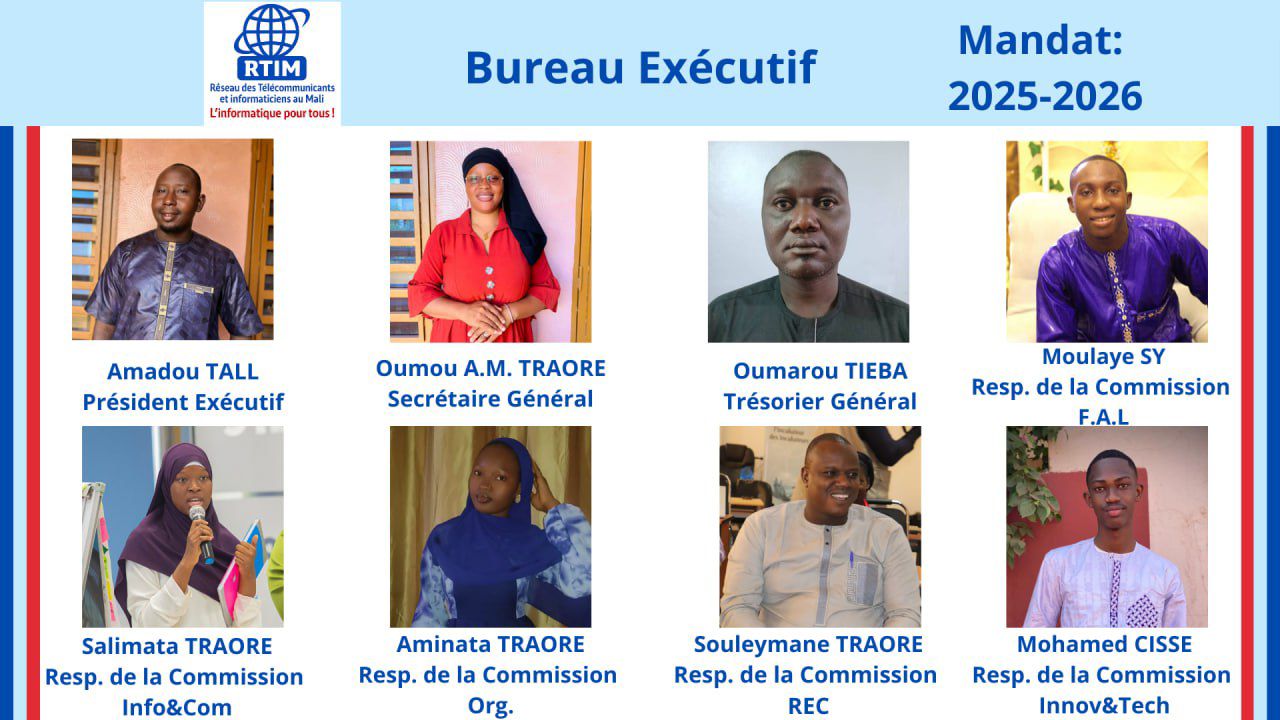 RTIM
Réseau des Télécommunicants
et informaticiens au Mali
L'informatique pour tous !
Bureau Exécutif
Mandat:
2025-2026
Amadou TALL
Président Exécutif
Oumou A.M. TRAORE
Secrétaire Général
Oumarou TIEBA
Trésorier Général
Moulaye SY
Resp. de la Commission
F.A.L
Salimata TRAORE
Resp. de la Commission
Info&Com
Aminata TRAORE
Resp. de la Commission
Org.
Souleymane TRAORE
Resp. de la Commission
REC
Mohamed CISSE
Resp. de la Commission
Innov&Tech